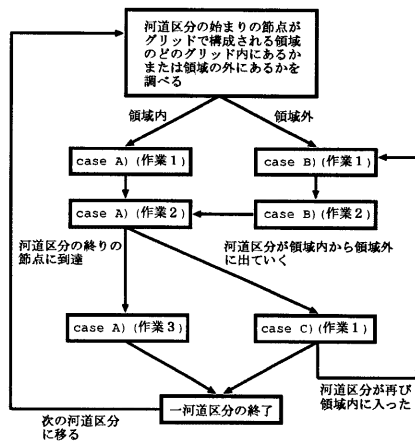 河道区分の始まりの節点が
グリッドで構成される領域
のどのグリッド内にあるか
または領域の外にあるかを
調べる
領域内
領域外
case A)(作業1)
case B)(作業1)
case A)(作業2)
case B)(作業2)
河道区分の終りの
節点に到達
河道区分が領域内から領域外
に出ていく
case A)(作業3)
case C)(作業1)
河道区分が再び
領域内に入った
一河道区分の終了
次の河道区分
に移る